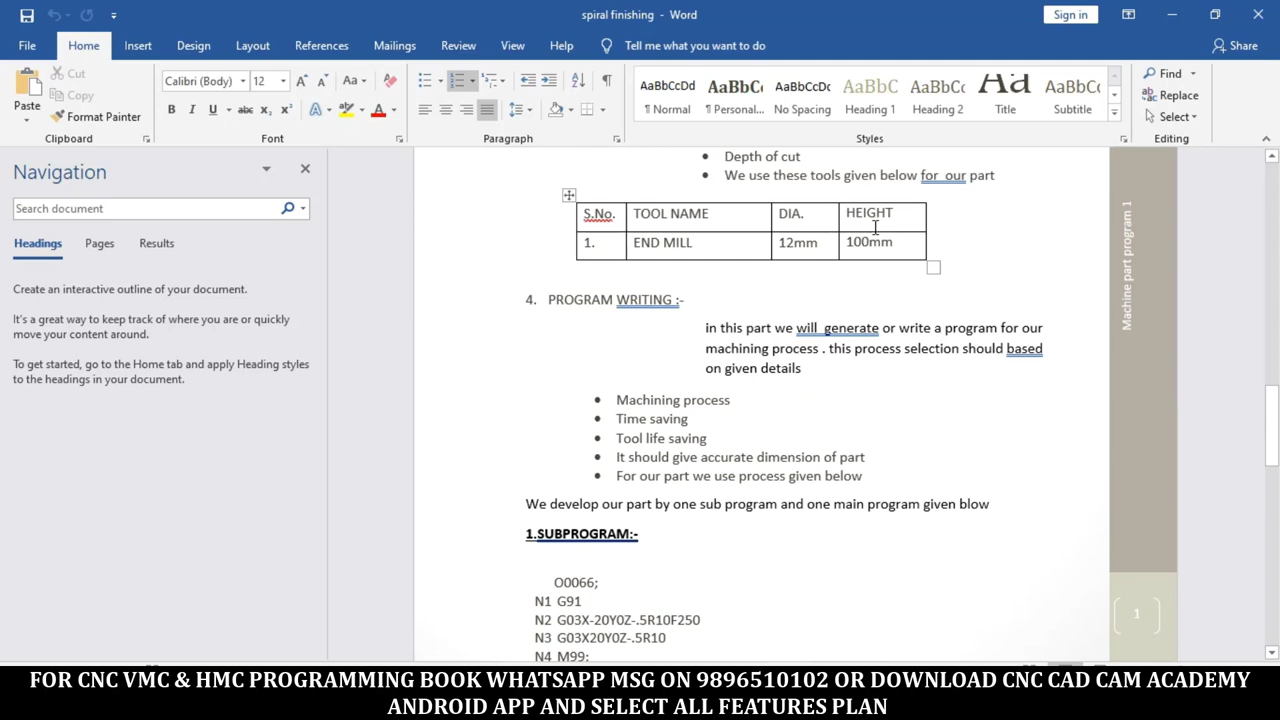 spiral finishing - Word
Sign in
File Home Insert Design Layout References Mailings Review View Help Tell me what you want to do Share
Paste
Cut
Copy
Format Painter
Clipboard
Calibri (Body) 12
Font
Paragraph
AaBbCcDd AaBbC AaBbCcDd AaBbC AaBbCc AaB AaBbCc
¶ Normal ¶ Personal... No Spacing Heading 1 Heading 2 Title Subtitle
Styles
Find
Replace
Select
Editing
Navigation
Search document
Headings Pages Results
Create an interactive outline of your document.
It's a great way to keep track of where you are or quickly
move your content around.
To get started, go to the Home tab and apply Heading styles
to the headings in your document.
• Depth of cut
• We use these tools given below for our part
S.No. TOOL NAME DIA. HEIGHT
1. END MILL 12mm 100mm
4. PROGRAM WRITING :-
in this part we will generate or write a program for our
machining process . this process selection should based
on given details
• Machining process
• Time saving
• Tool life saving
• It should give accurate dimension of part
• For our part we use process given below
We develop our part by one sub program and one main program given blow
1.SUBPROGRAM:-
O0066;
N1 G91
N2 G03X-20Y0Z-.5R10F250
N3 G03X20Y0Z-.5R10
N4 M99;
Machine part program 1
1
FOR CNC VMC & HMC PROGRAMMING BOOK WHATSAPP MSG ON 9896510102 OR DOWNLOAD CNC CAD CAM ACADEMY
ANDROID APP AND SELECT ALL FEATURES PLAN